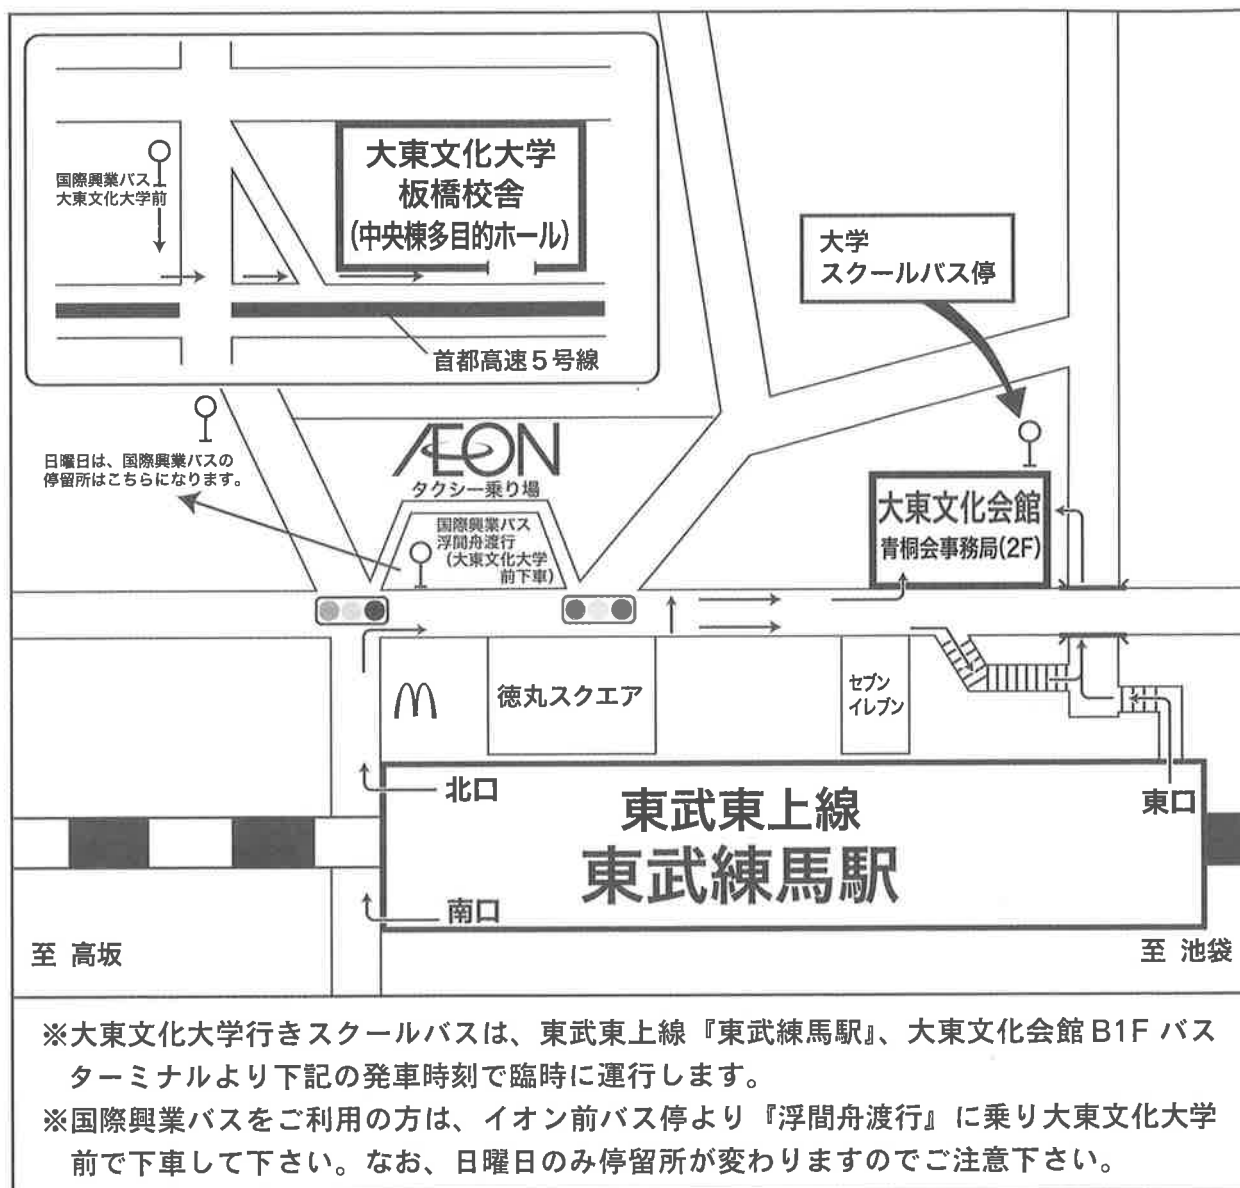 大東文化大学
板橋校舎
(中央棟多目的ホール)
国際興業バス
大東文化大学前
首都高速5号線
大学
スクールバス停
日曜日は、国際興業バスの
停留所はこちらになります。
ÆON
タクシー乗り場
国際興業バス
浮間舟渡行
(大東文化大学
前下車)
大東文化会館
青桐会事務局(2F)
徳丸スクエア
セブン
イレブン
北口
東武東上線
東武練馬駅
東口
南口
至 高坂
至 池袋
※大東文化大学行きスクールバスは、東武東上線『東武練馬駅』、大東文化会館B1F バス
ターミナルより下記の発車時刻で臨時に運行します。
※国際興業バスをご利用の方は、イオン前バス停より『浮間舟渡行』に乗り大東文化大学
前で下車して下さい。なお、日曜日のみ停留所が変わりますのでご注意下さい。